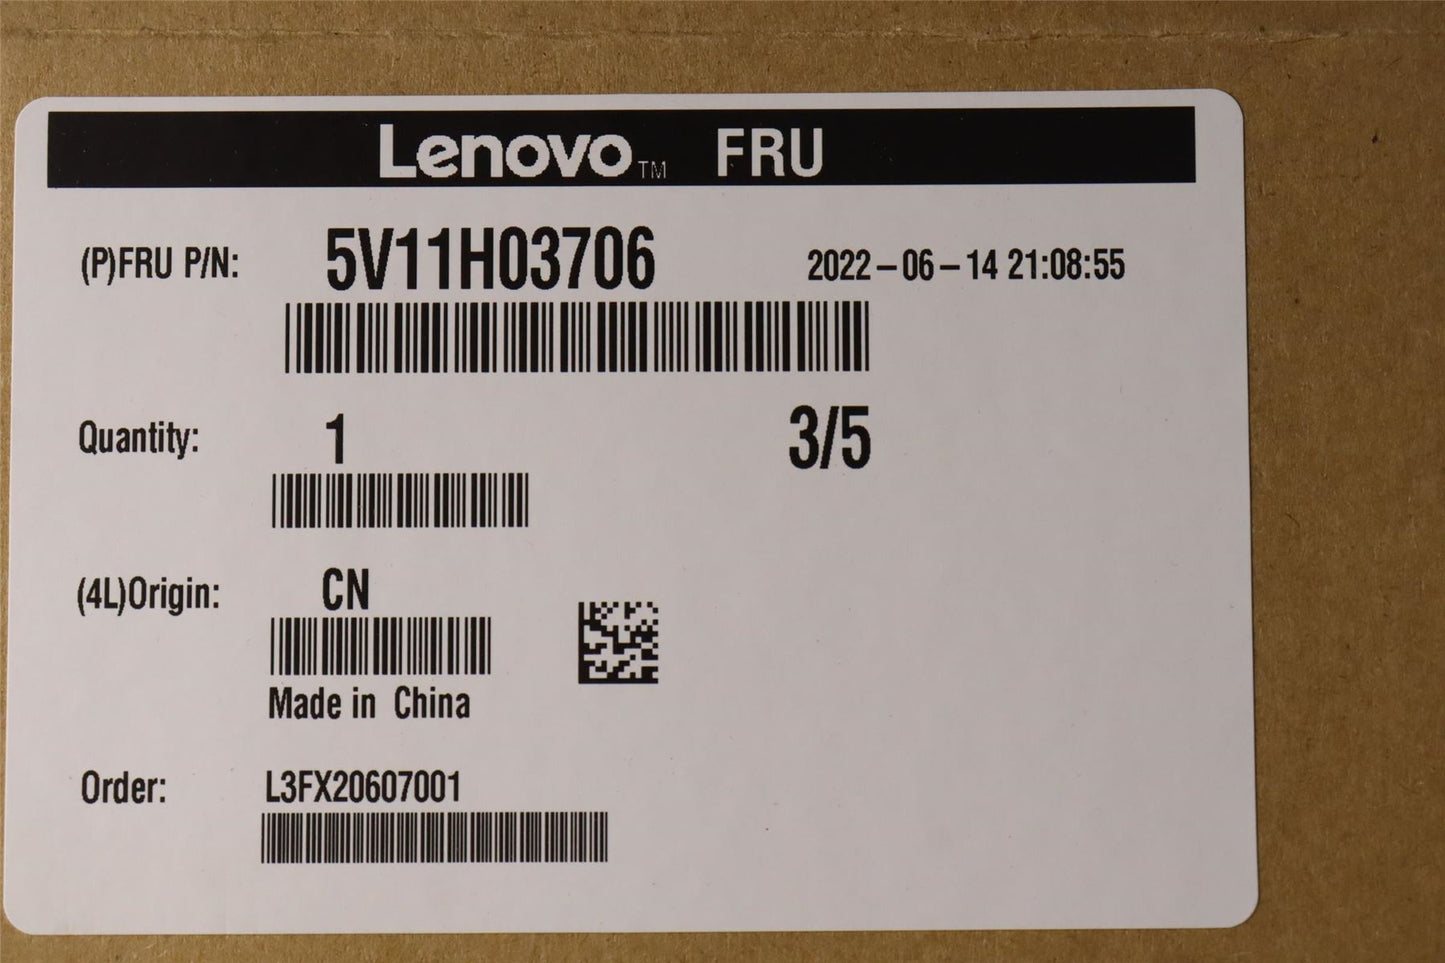 Lenovo™ FRU
(P)FRU P/N: 5V11H03706 2022-06-14 21:08:55
Quantity: 1 3/5
(4L)Origin: CN
Made in China
Order: L3FX20607001